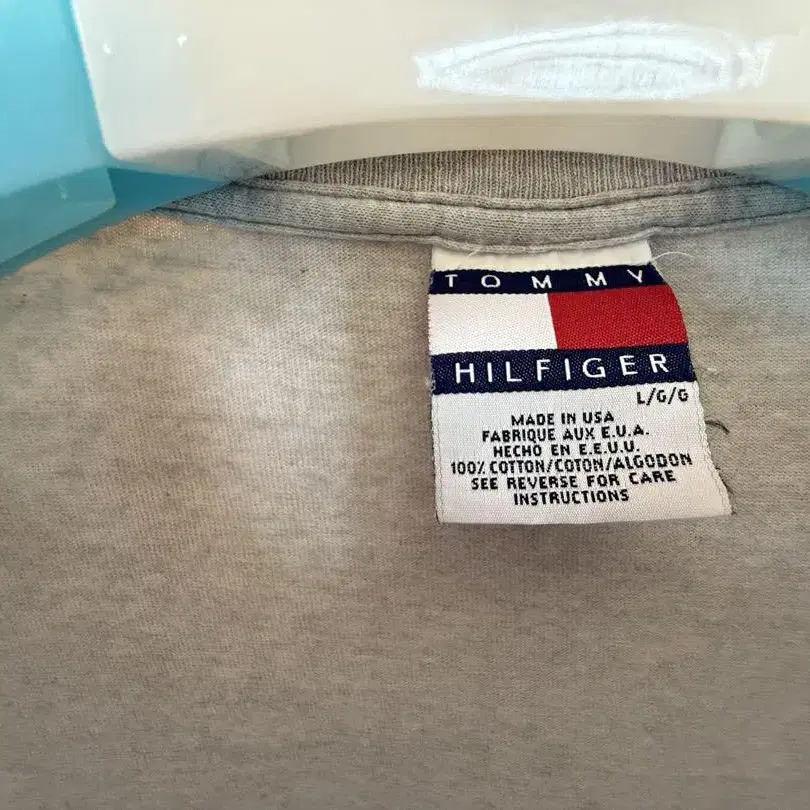 TOMMY
HILFIGER
L/G/G
MADE IN USA
FABRIQUE AUX E.U.A.
HECHO EN E.E.U.U.
100% COTTON/COTON/ALGODON
SEE REVERSE FOR CARE
INSTRUCTIONS